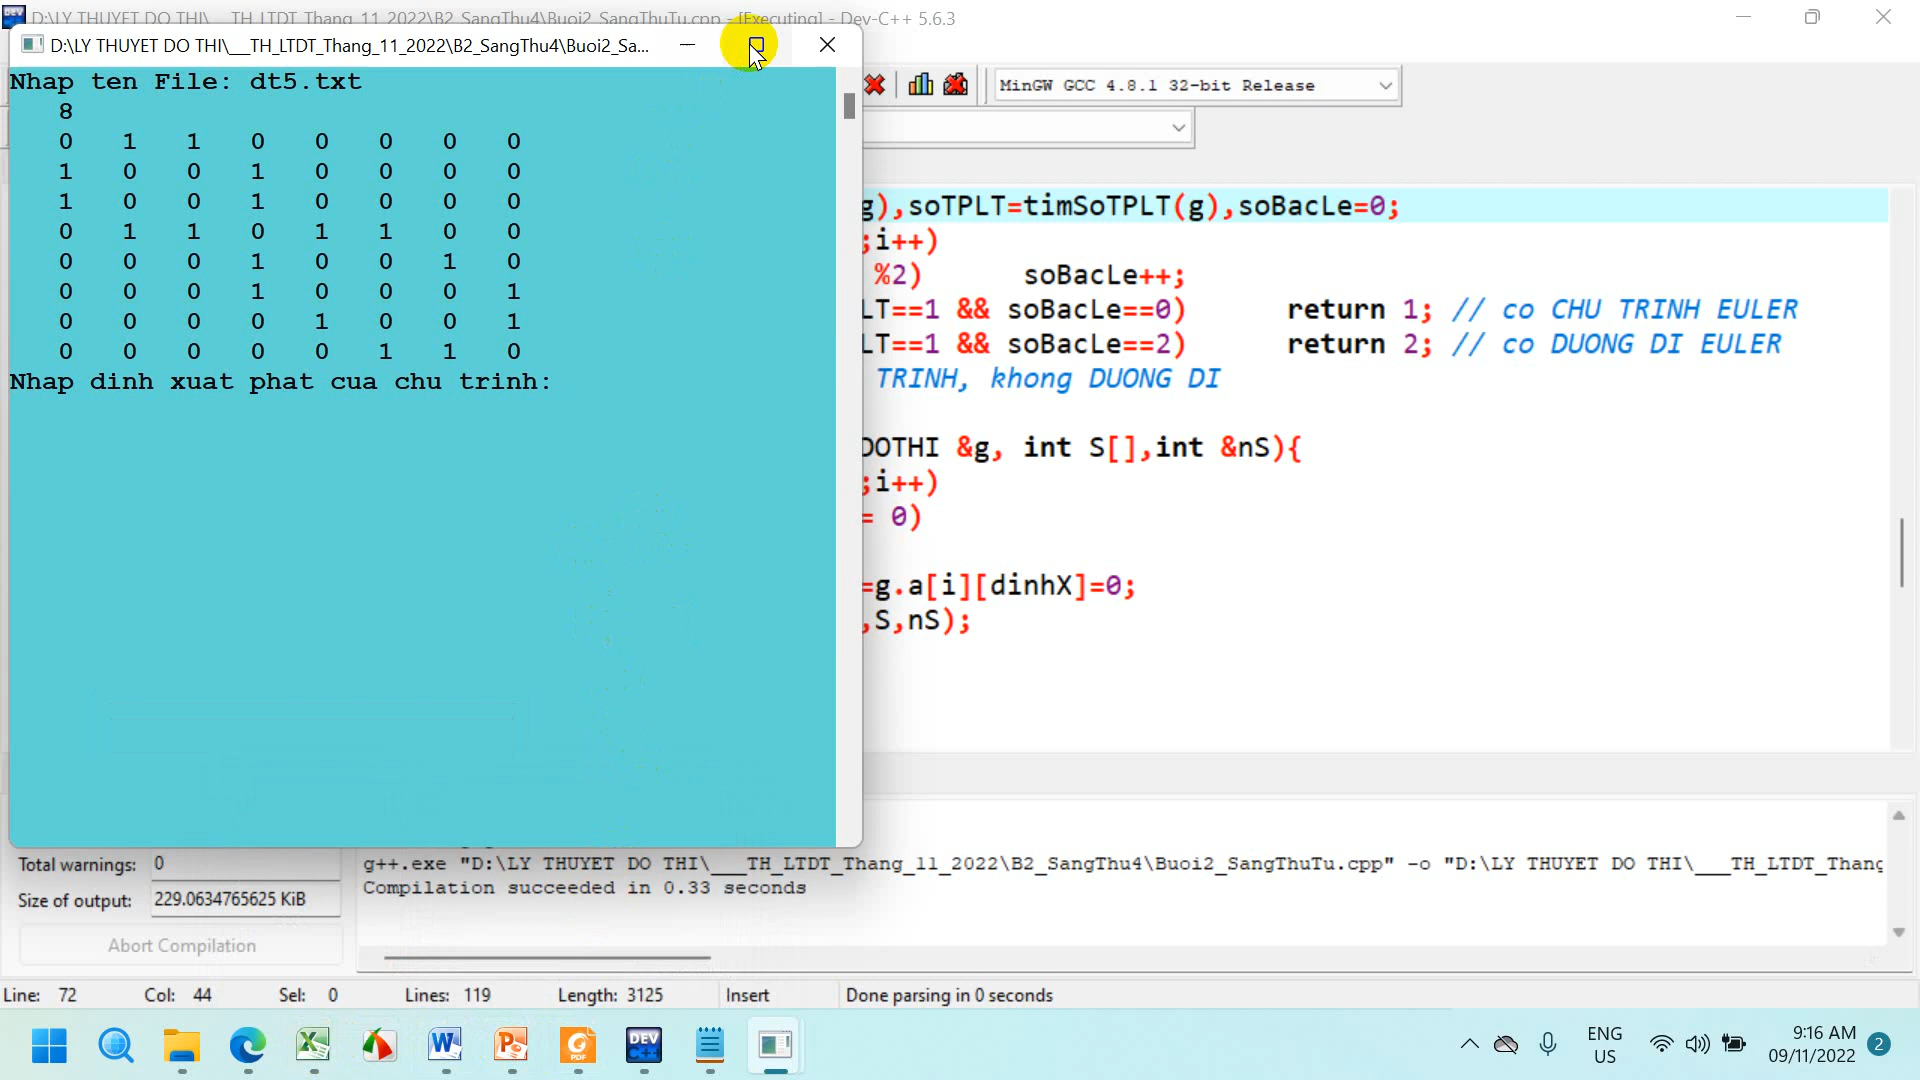 D:\LY THUYET DO THI\___TH_LTDT_Thang_11_2022\B2_SangThu4\Buoi2_SangThuTu.cpp - [Executing] - Dev-C++ 5.6.3
D:\LY THUYET DO THI\___TH_LTDT_Thang_11_2022\B2_SangThu4\Buoi2_Sa...
MinGW GCC 4.8.1 32-bit Release
Nhap ten File: dt5.txt
8
0 1 1 0 0 0 0 0
1 0 0 1 0 0 0 0
1 0 0 1 0 0 0 0
0 1 1 0 1 1 0 0
0 0 0 1 0 0 1 0
0 0 0 1 0 0 0 1
0 0 0 0 1 0 0 1
0 0 0 0 0 1 1 0
Nhap dinh xuat phat cua chu trinh:
g),soTPLT=timSoTPLT(g),soBacLe=0;
;i++)
%2) soBacLe++;
LT==1 && soBacLe==0) return 1; // co CHU TRINH EULER
LT==1 && soBacLe==2) return 2; // co DUONG DI EULER
TRINH, khong DUONG DI
DOTHI &g, int S[],int &nS){
;i++)
= 0)
=g.a[i][dinhX]=0;
,S,nS);
Total warnings: 0
Size of output: 229.0634765625 KiB
Abort Compilation
g++.exe "D:\LY THUYET DO THI\___TH_LTDT_Thang_11_2022\B2_SangThu4\Buoi2_SangThuTu.cpp" -o "D:\LY THUYET DO THI\___TH_LTDT_Thang
Compilation succeeded in 0.33 seconds
Line: 72 Col: 44 Sel: 0 Lines: 119 Length: 3125 Insert Done parsing in 0 seconds
DEV C++
PDF
ENG
US
9:16 AM
09/11/2022
2